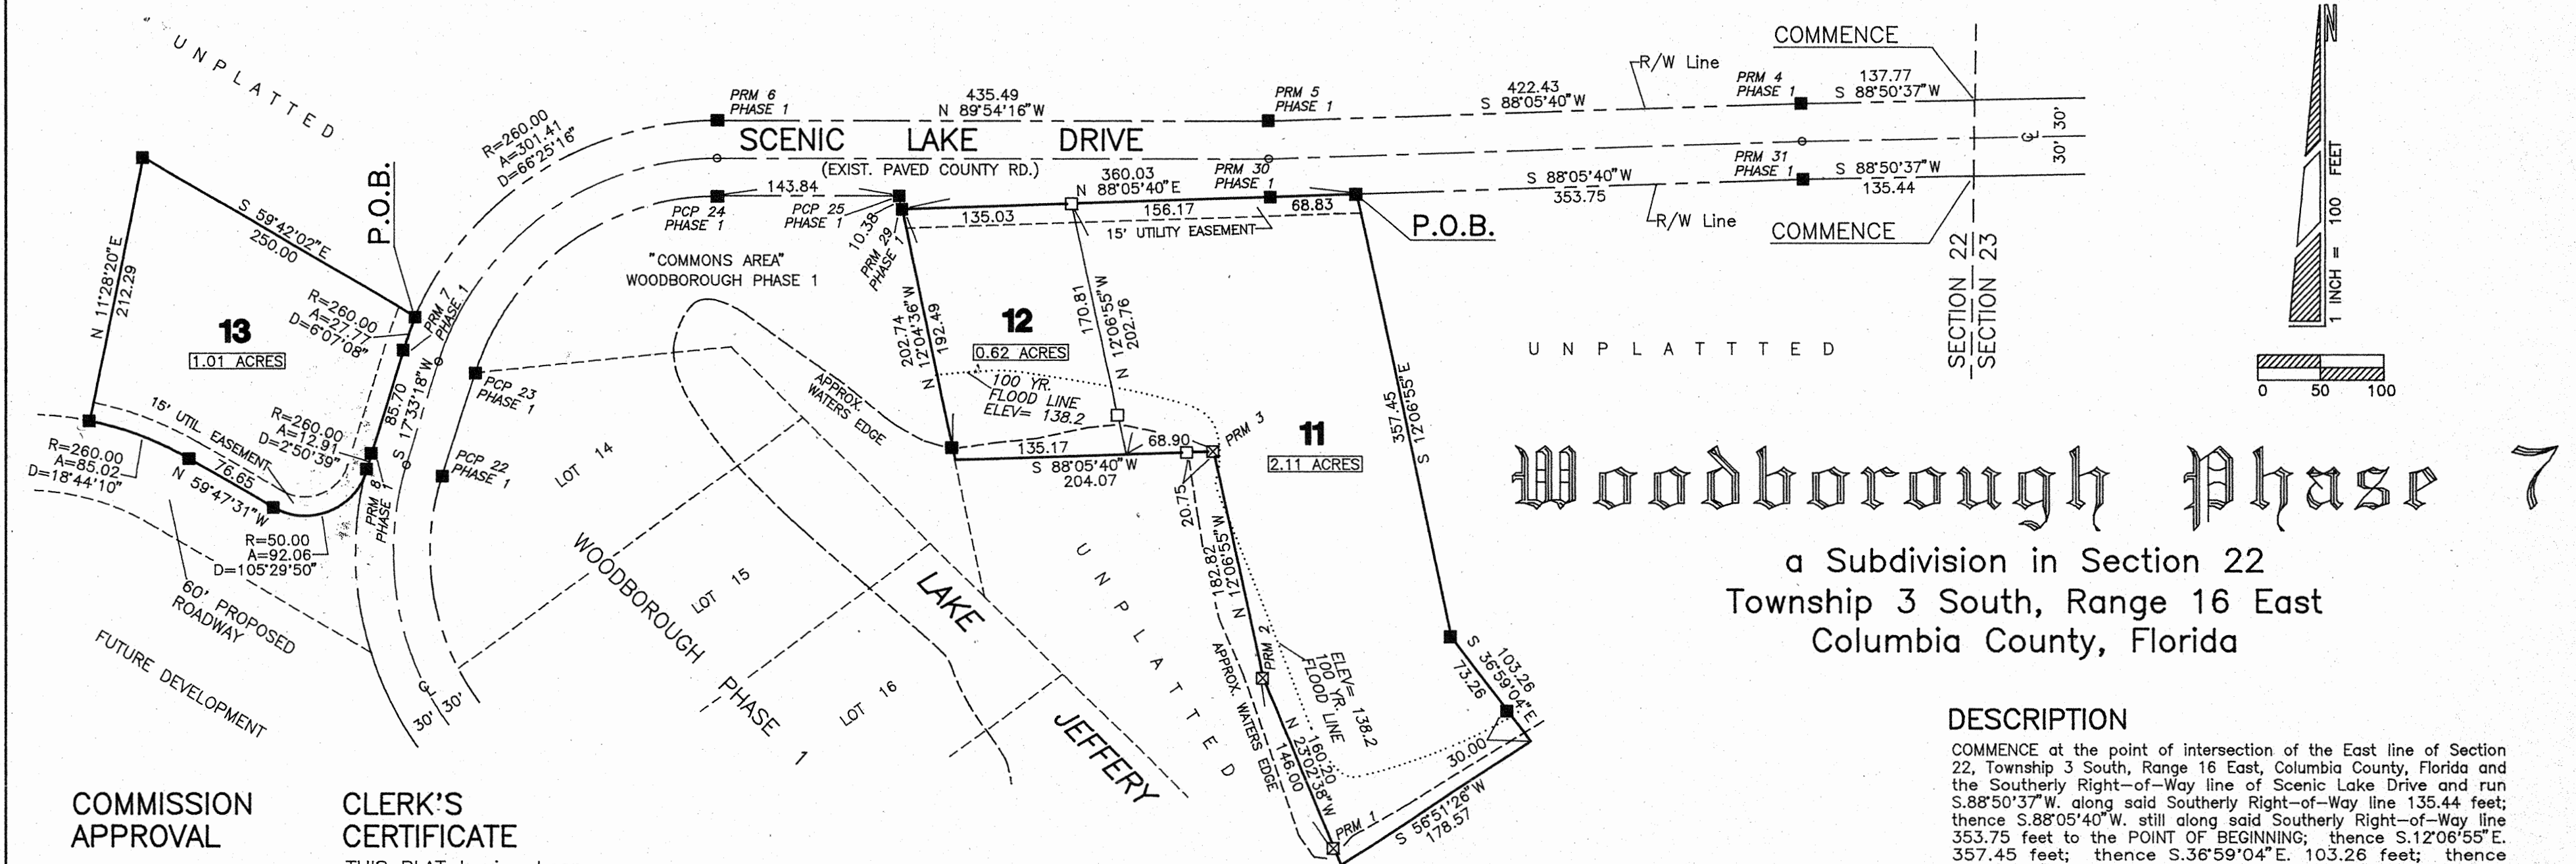 UNPLATTED
R=260.00
A=301.41
D=66°25'16"
P.O.B.
S 59°42'02"E
250.00
N 11°28'20"E
212.29
13
1.01 ACRES
R=260.00
A=27.77
D=6°07'08"
PRM 7
PHASE 1
85.70
S 17°33'18"W
15' UTIL EASEMENT
R=260.00
A=12.91
D=2°50'39"
R=260.00
A=85.02
D=18°44'10"
76.65
N 59°47'31"W
PRM 8
PHASE 1
R=50.00
A=92.06
D=105°29'50"
60' PROPOSED
ROADWAY
FUTURE DEVELOPMENT
30' 30'
PRM 6
PHASE 1
435.49
N 89°54'16"W
PRM 5
PHASE 1
422.43
S 88°05'40"W
R/W Line
PRM 4
PHASE 1
137.77
S 88°50'37"W
COMMENCE
SCENIC LAKE DRIVE
(EXIST. PAVED COUNTY RD.)
30' 30'
143.84
PCP 24
PHASE 1
PCP 25
PHASE 1
10.38
PRM 29
PHASE 1
360.03
N 88°05'40"E
PRM 30
PHASE 1
135.03
156.17
68.83
15' UTILITY EASEMENT
P.O.B.
S 88°05'40"W
353.75
R/W Line
PRM 31
PHASE 1
S 88°50'37"W
135.44
COMMENCE
SECTION 22
SECTION 23
N
1 INCH = 100 FEET
0 50 100
"COMMONS AREA"
WOODBOROUGH PHASE 1
PCP 23
PHASE 1
PCP 22
PHASE 1
202.74
N 12°04'36"W
192.49
12
0.62 ACRES
170.81
N 12°06'55"W
202.76
100 YR.
FLOOD LINE
ELEV= 138.2
APPROX.
WATERS EDGE
135.17
68.90
S 88°05'40"W
204.07
PRM 3
11
2.11 ACRES
357.45
S 12°06'55"E
UNPLATTTED
20.75
182.82
N 12°06'55"W
LOT 14
LOT 15
LOT 16
WOODBOROUGH PHASE 1
LAKE JEFFERY
UNPLATTED
APPROX. WATERS EDGE
PRM 2
ELEV= 138.2
100 YR.
FLOOD LINE
160.20
N 23°02'38"W
146.00
PRM 1
30.00
S 56°51'26"W
178.57
103.26
S 36°59'04"E
73.26
Woodborough Phase 7
a Subdivision in Section 22
Township 3 South, Range 16 East
Columbia County, Florida
DESCRIPTION
COMMENCE at the point of intersection of the East line of Section
22, Township 3 South, Range 16 East, Columbia County, Florida and
the Southerly Right-of-Way line of Scenic Lake Drive and run
S.88°50'37"W. along said Southerly Right-of-Way line 135.44 feet;
thence S.88°05'40"W. still along said Southerly Right-of-Way line
353.75 feet to the POINT OF BEGINNING; thence S.12°06'55"E.
357.45 feet; thence S.36°59'04"E. 103.26 feet; thence
COMMISSION
APPROVAL
CLERK'S
CERTIFICATE